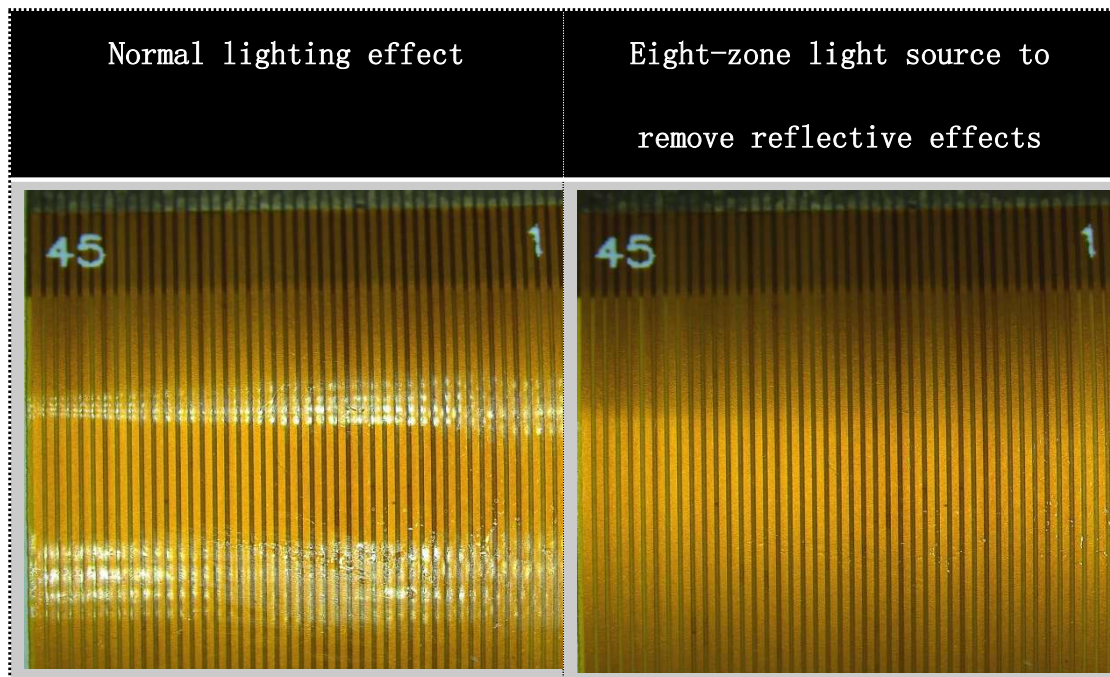 Normal lighting effect
Eight-zone light source to
remove reflective effects
45
1
45
1